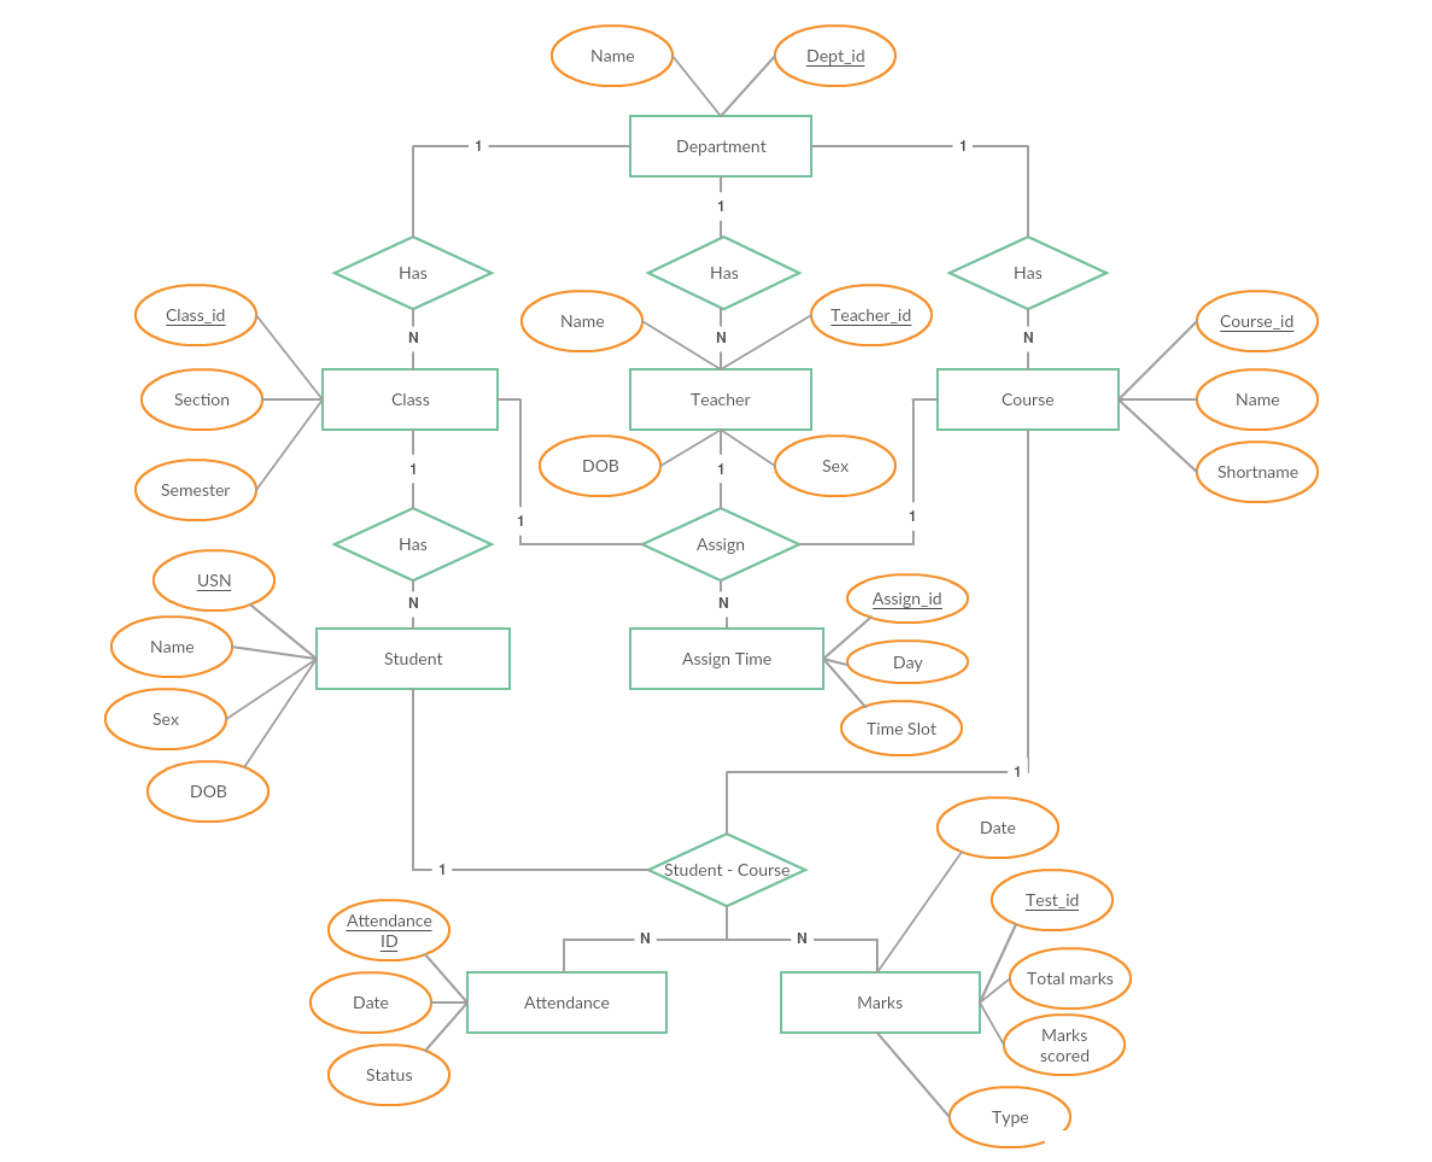 Name
Dept_id
Department
1
1
1
Has
Has
Has
Class_id
Name
Teacher_id
Course_id
N
N
N
Section
Class
Teacher
Course
Name
DOB
Sex
1
1
Shortname
Semester
1
1
Has
Assign
USN
N
N
Assign_id
Name
Student
Assign Time
Day
Sex
Time Slot
DOB
1
Date
1
Student - Course
Attendance
ID
Test_id
N
N
Total marks
Date
Attendance
Marks
Marks
scored
Status
Type